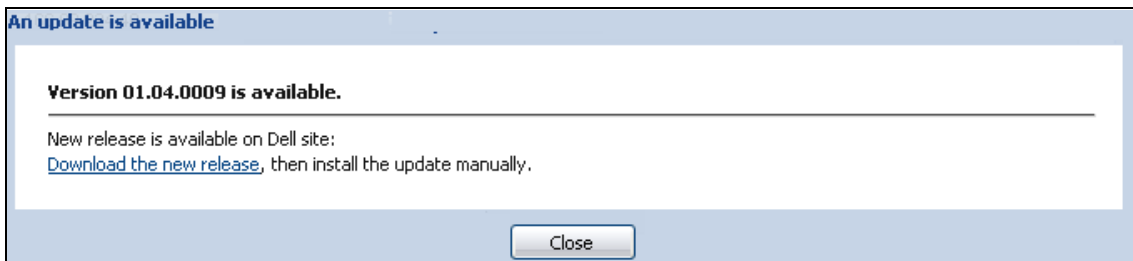 An update is available
Version 01.04.0009 is available.
New release is available on Dell site:
Download the new release, then install the update manually.
Close